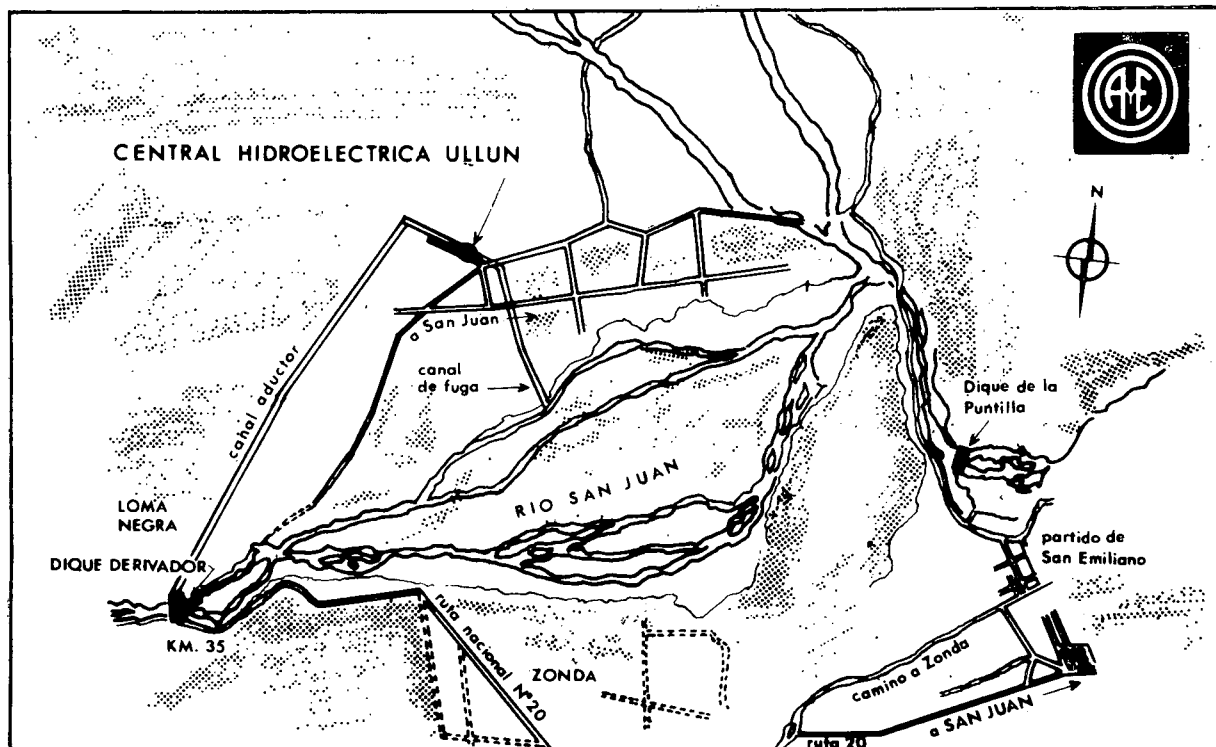 AyE
CENTRAL HIDROELECTRICA ULLUN
N
a San Juan
canal
de fuga
canal aductor
Dique de la
Puntilla
RIO SAN JUAN
LOMA
NEGRA
DIQUE DERIVADOR
partido de
San Emiliano
KM. 35
ruta nacional Nº20
ZONDA
camino a Zonda
a SAN JUAN
ruta 20